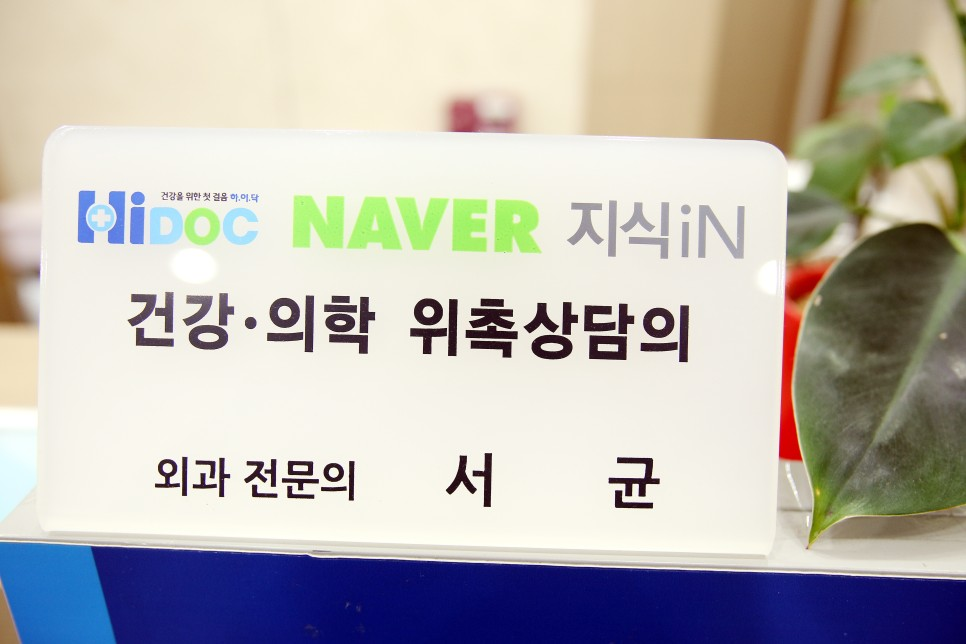 건강을 위한 첫 걸음 하.이.닥
HiDOC NAVER 지식iN
건강·의학 위촉상담의
외과 전문의 서 균